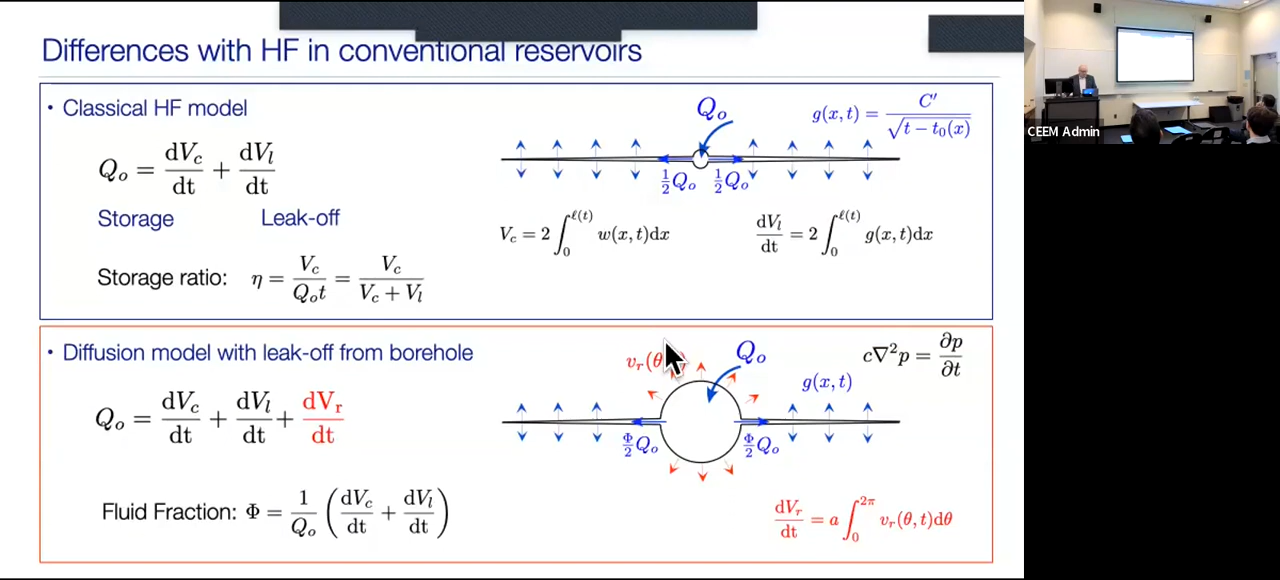 Differences with HF in conventional reservoirs
• Classical HF model
Q_o = dV_c/dt + dV_l/dt
Storage Leak-off
Storage ratio: η = V_c/(Q_o t) = V_c/(V_c + V_l)
Q_o
g(x, t) = C′/√(t − t_0(x))
½Q_o ½Q_o
V_c = 2 ∫_0^{ℓ(t)} w(x, t)dx
dV_l/dt = 2 ∫_0^{ℓ(t)} g(x, t)dx
• Diffusion model with leak-off from borehole
Q_o = dV_c/dt + dV_l/dt + dV_r/dt
Fluid Fraction: Φ = 1/Q_o (dV_c/dt + dV_l/dt)
v_r(θ
Q_o
c∇²p = ∂p/∂t
g(x, t)
Φ/2 Q_o Φ/2 Q_o
dV_r/dt = a ∫_0^{2π} v_r(θ, t)dθ
CEEM Admin